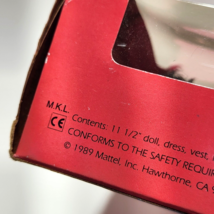 M.K.L.
CE Contents: 11 1/2" doll, dress, vest,
CONFORMS TO THE SAFETY REQUIR
© 1989 Mattel, Inc. Hawthorne, CA